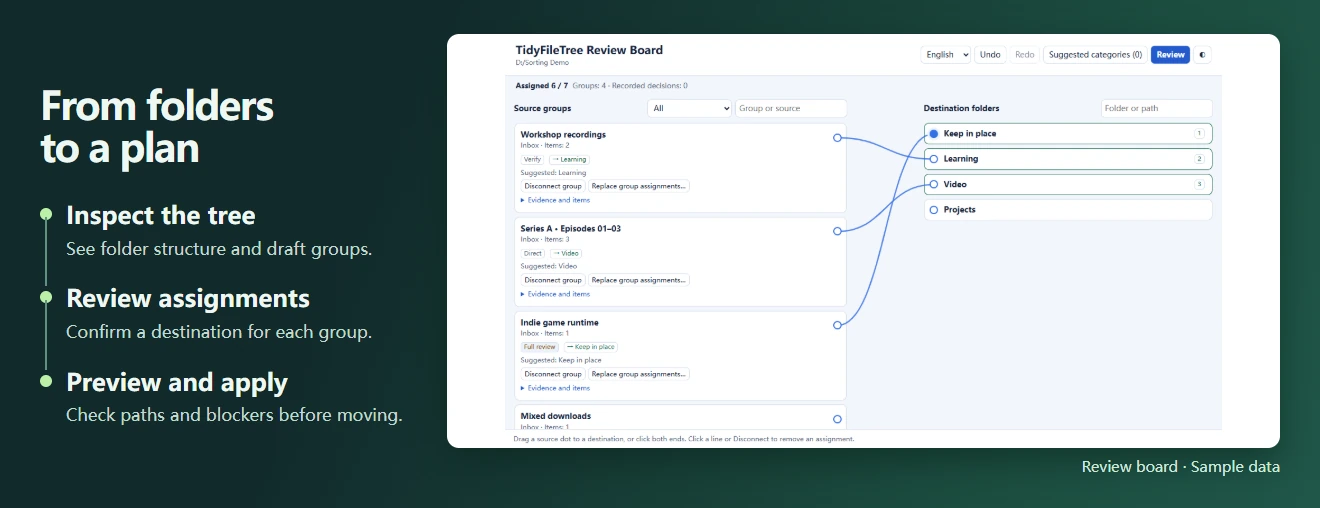 From folders
to a plan
Inspect the tree
See folder structure and draft groups.
Review assignments
Confirm a destination for each group.
Preview and apply
Check paths and blockers before moving.
TidyFileTree Review Board
D:/Sorting Demo
English
Undo
Redo
Suggested categories (0)
Review
Assigned 6 / 7 Groups: 4 · Recorded decisions: 0
Source groups
All
Group or source
Workshop recordings
Inbox · Items: 2
Verify → Learning
Suggested: Learning
Disconnect group Replace group assignments...
Evidence and items
Series A • Episodes 01–03
Inbox · Items: 3
Direct → Video
Suggested: Video
Disconnect group Replace group assignments...
Evidence and items
Indie game runtime
Inbox · Items: 1
Full review → Keep in place
Suggested: Keep in place
Disconnect group Replace group assignments...
Evidence and items
Mixed downloads
Inbox · Items: 1
Destination folders
Folder or path
Keep in place 1
Learning 2
Video 3
Projects
Drag a source dot to a destination, or click both ends. Click a line or Disconnect to remove an assignment.
Review board · Sample data